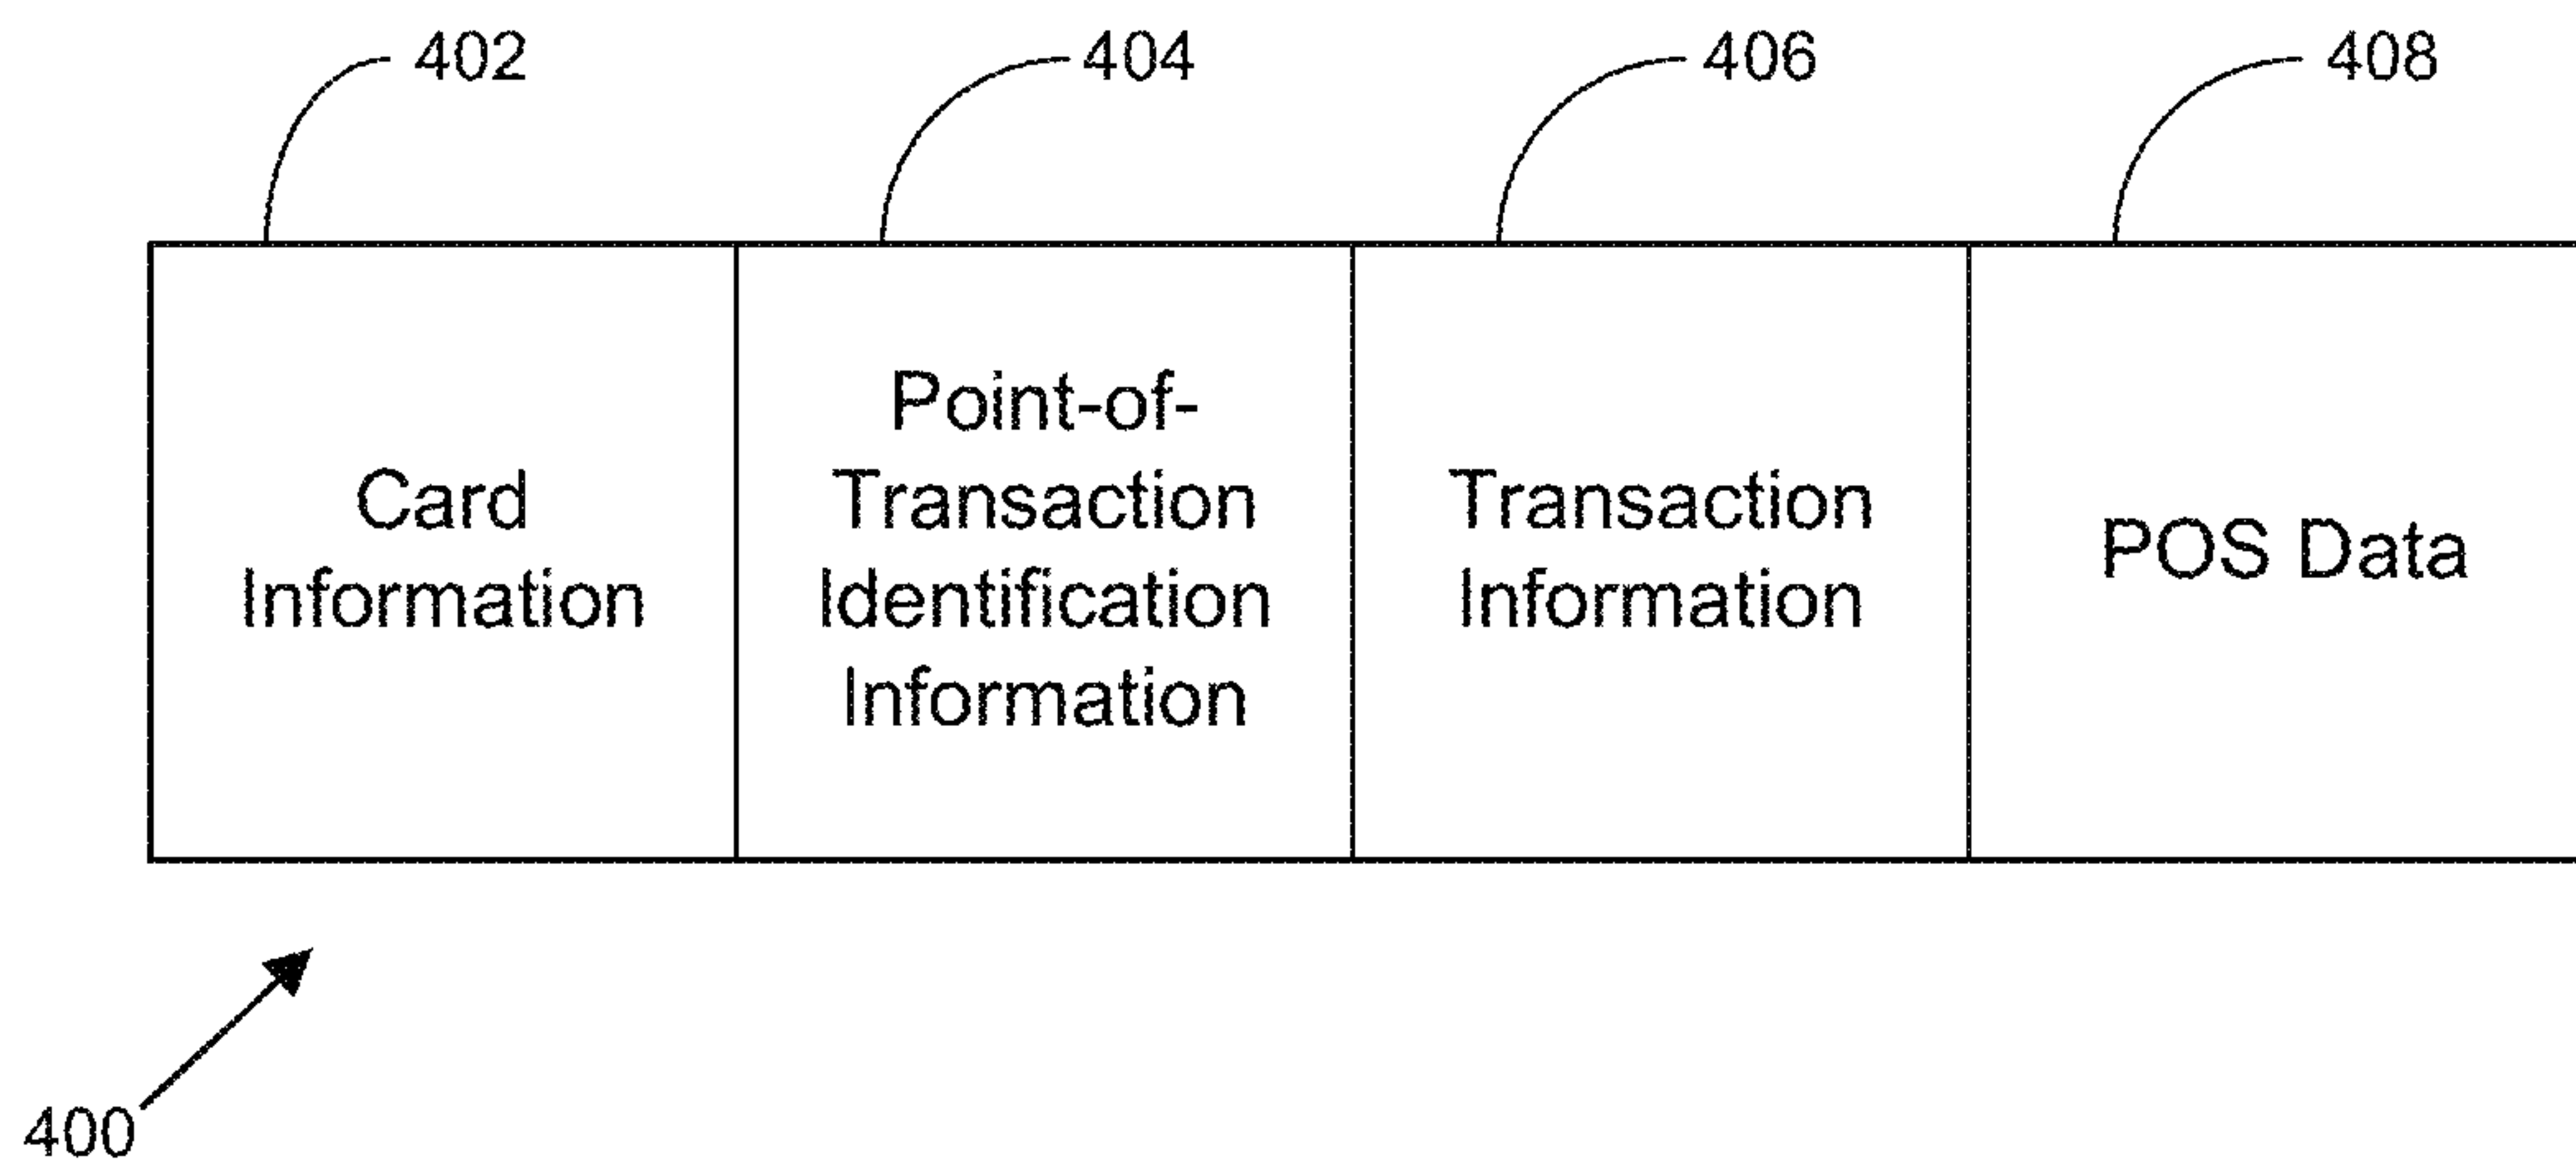 402
404
406
408
Card
Information
Point-of-
Transaction
Identification
Information
Transaction
Information
POS Data
400